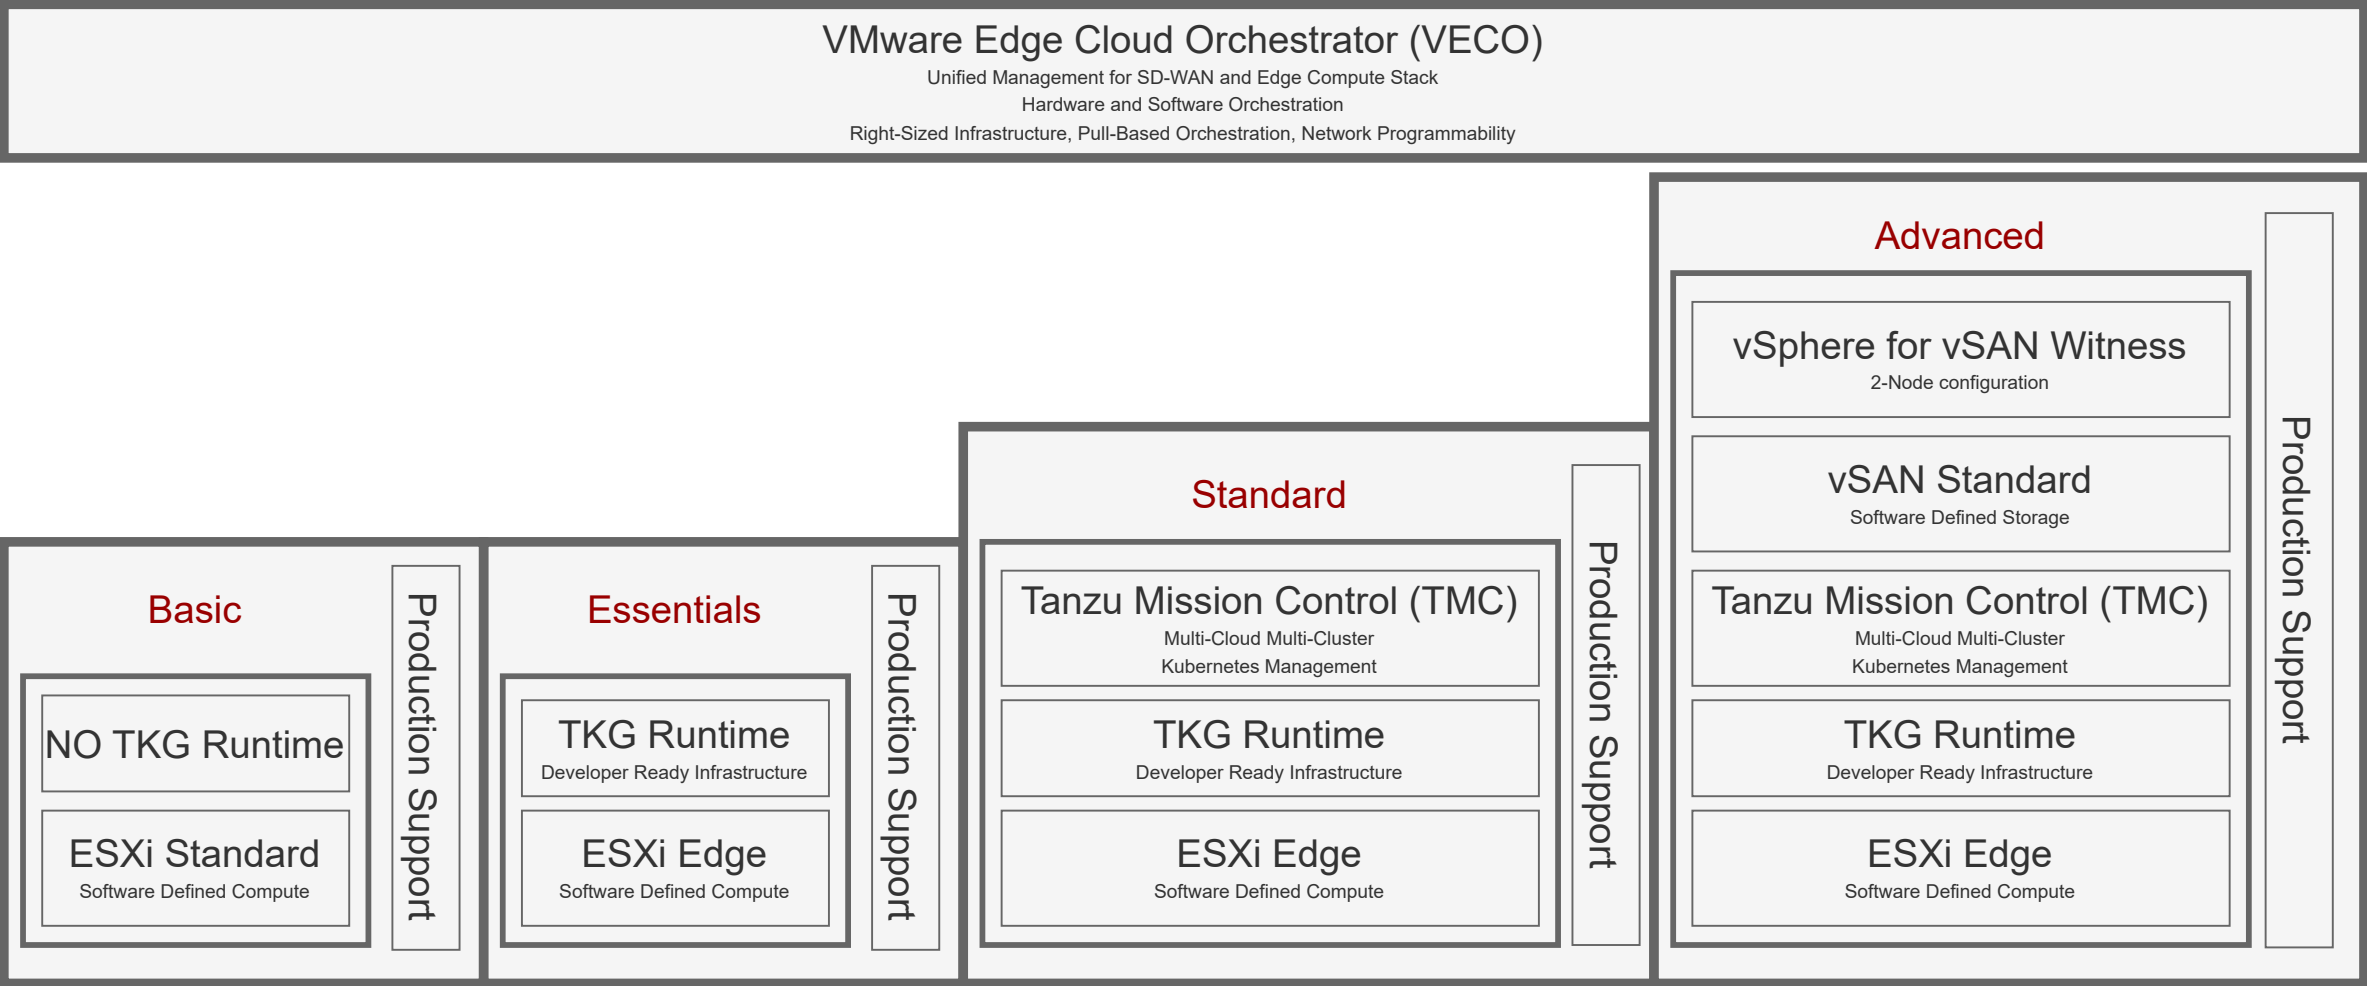 VMware Edge Cloud Orchestrator (VECO)
Unified Management for SD-WAN and Edge Compute Stack
Hardware and Software Orchestration
Right-Sized Infrastructure, Pull-Based Orchestration, Network Programmability
Basic
NO TKG Runtime
ESXi Standard
Software Defined Compute
Production Support
Essentials
TKG Runtime
Developer Ready Infrastructure
ESXi Edge
Software Defined Compute
Production Support
Standard
Tanzu Mission Control (TMC)
Multi-Cloud Multi-Cluster
Kubernetes Management
TKG Runtime
Developer Ready Infrastructure
ESXi Edge
Software Defined Compute
Production Support
Advanced
vSphere for vSAN Witness
2-Node configuration
vSAN Standard
Software Defined Storage
Tanzu Mission Control (TMC)
Multi-Cloud Multi-Cluster
Kubernetes Management
TKG Runtime
Developer Ready Infrastructure
ESXi Edge
Software Defined Compute
Production Support